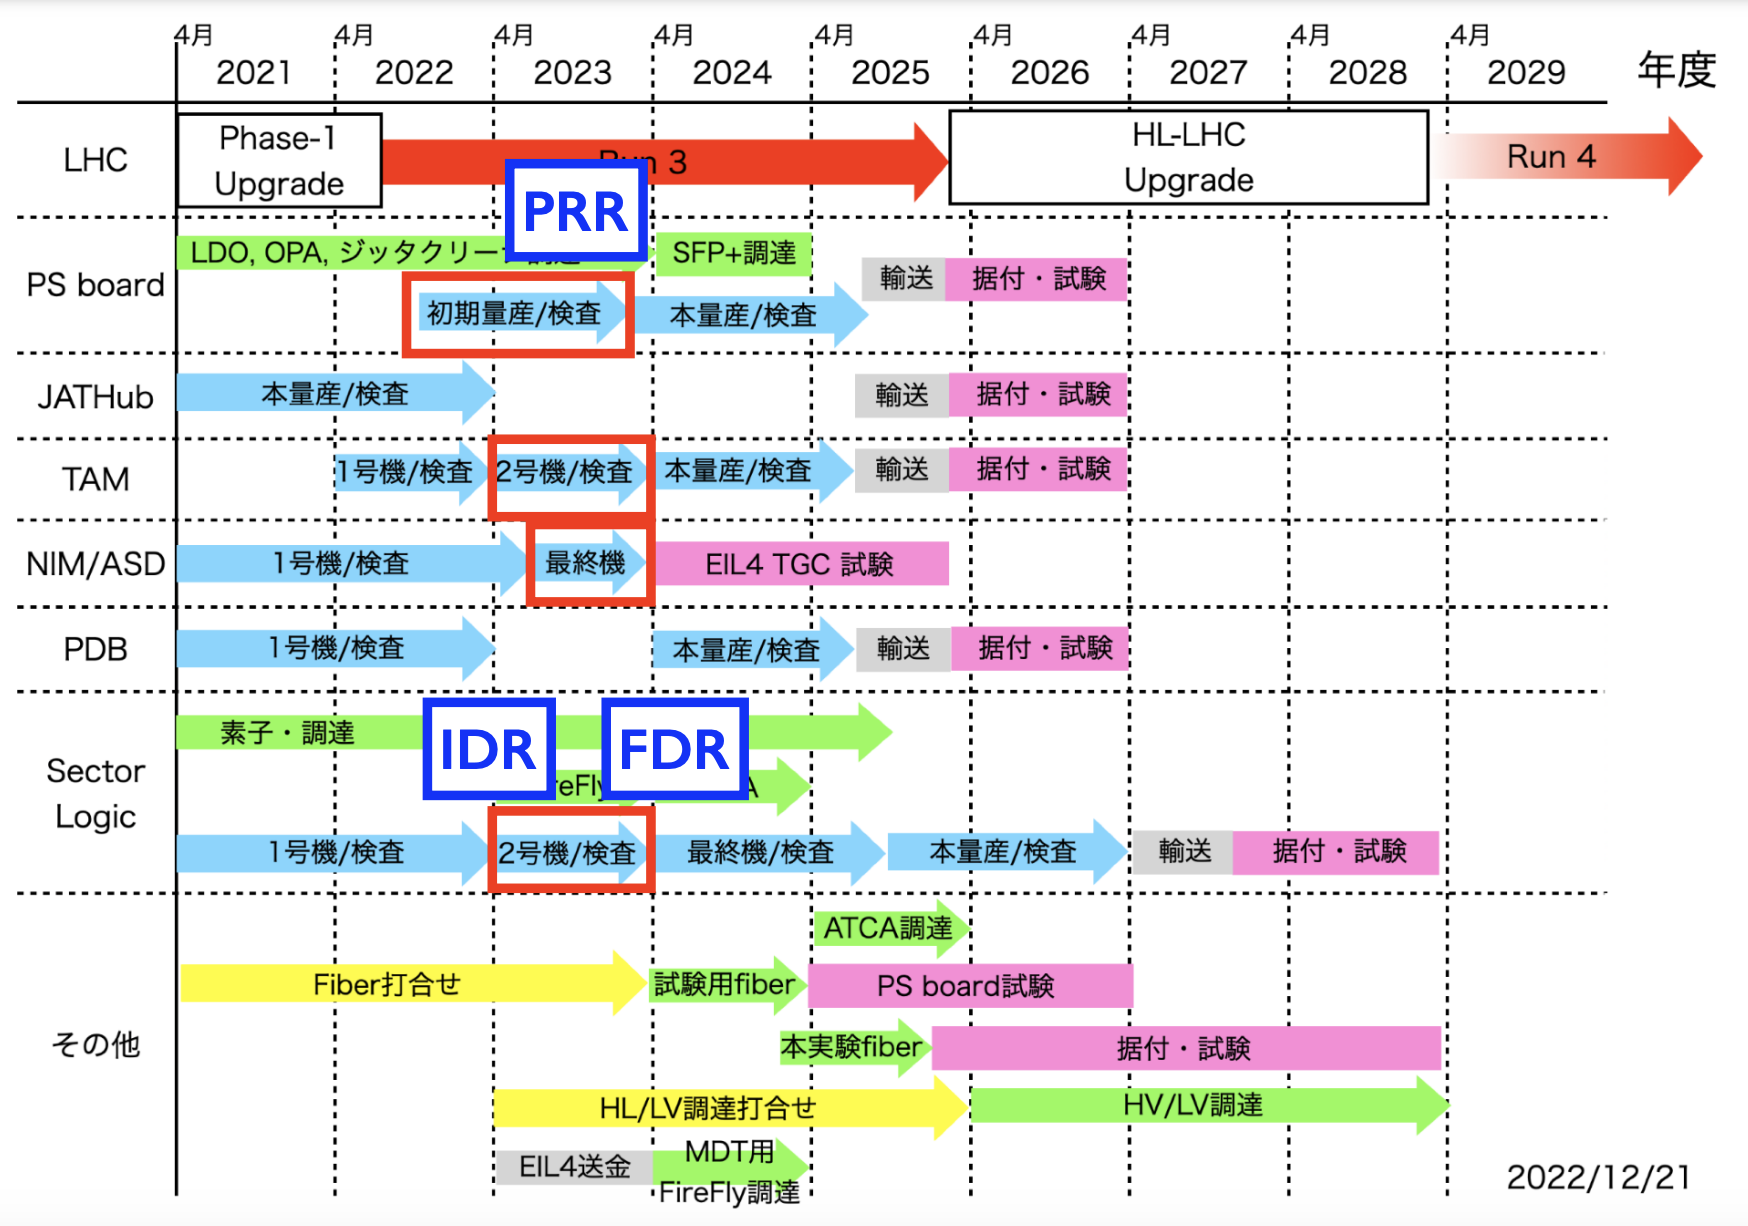 4月 4月 4月 4月 4月 4月 4月 4月 4月
2021 2022 2023 2024 2025 2026 2027 2028 2029 年度
LHC
Phase-1
Upgrade
Run 3
HL-LHC
Upgrade
Run 4
PRR
PS board
LDO, OPA, ジッタクリーナ調達
SFP+調達
輸送
据付・試験
初期量産/検査
本量産/検査
JATHub
本量産/検査
輸送
据付・試験
TAM
1号機/検査
2号機/検査
本量産/検査
輸送
据付・試験
NIM/ASD
1号機/検査
最終機
EIL4 TGC 試験
PDB
1号機/検査
本量産/検査
輸送
据付・試験
Sector
Logic
素子・調達
IDR
FDR
reFly
A
1号機/検査
2号機/検査
最終機/検査
本量産/検査
輸送
据付・試験
その他
ATCA調達
Fiber打合せ
試験用fiber
PS board試験
本実験fiber
据付・試験
HL/LV調達打合せ
HV/LV調達
EIL4送金
MDT用
FireFly調達
2022/12/21